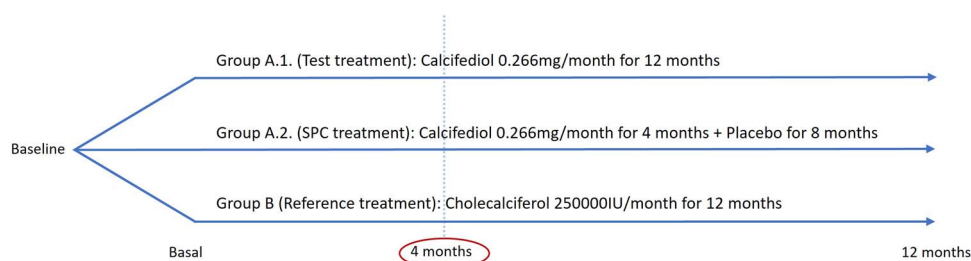 Group A.1. (Test treatment): Calcifediol 0.266mg/month for 12 months
Group A.2. (SPC treatment): Calcifediol 0.266mg/month for 4 months + Placebo for 8 months
Baseline
Group B (Reference treatment): Cholecalciferol 250000IU/month for 12 months
Basal
4 months
12 months